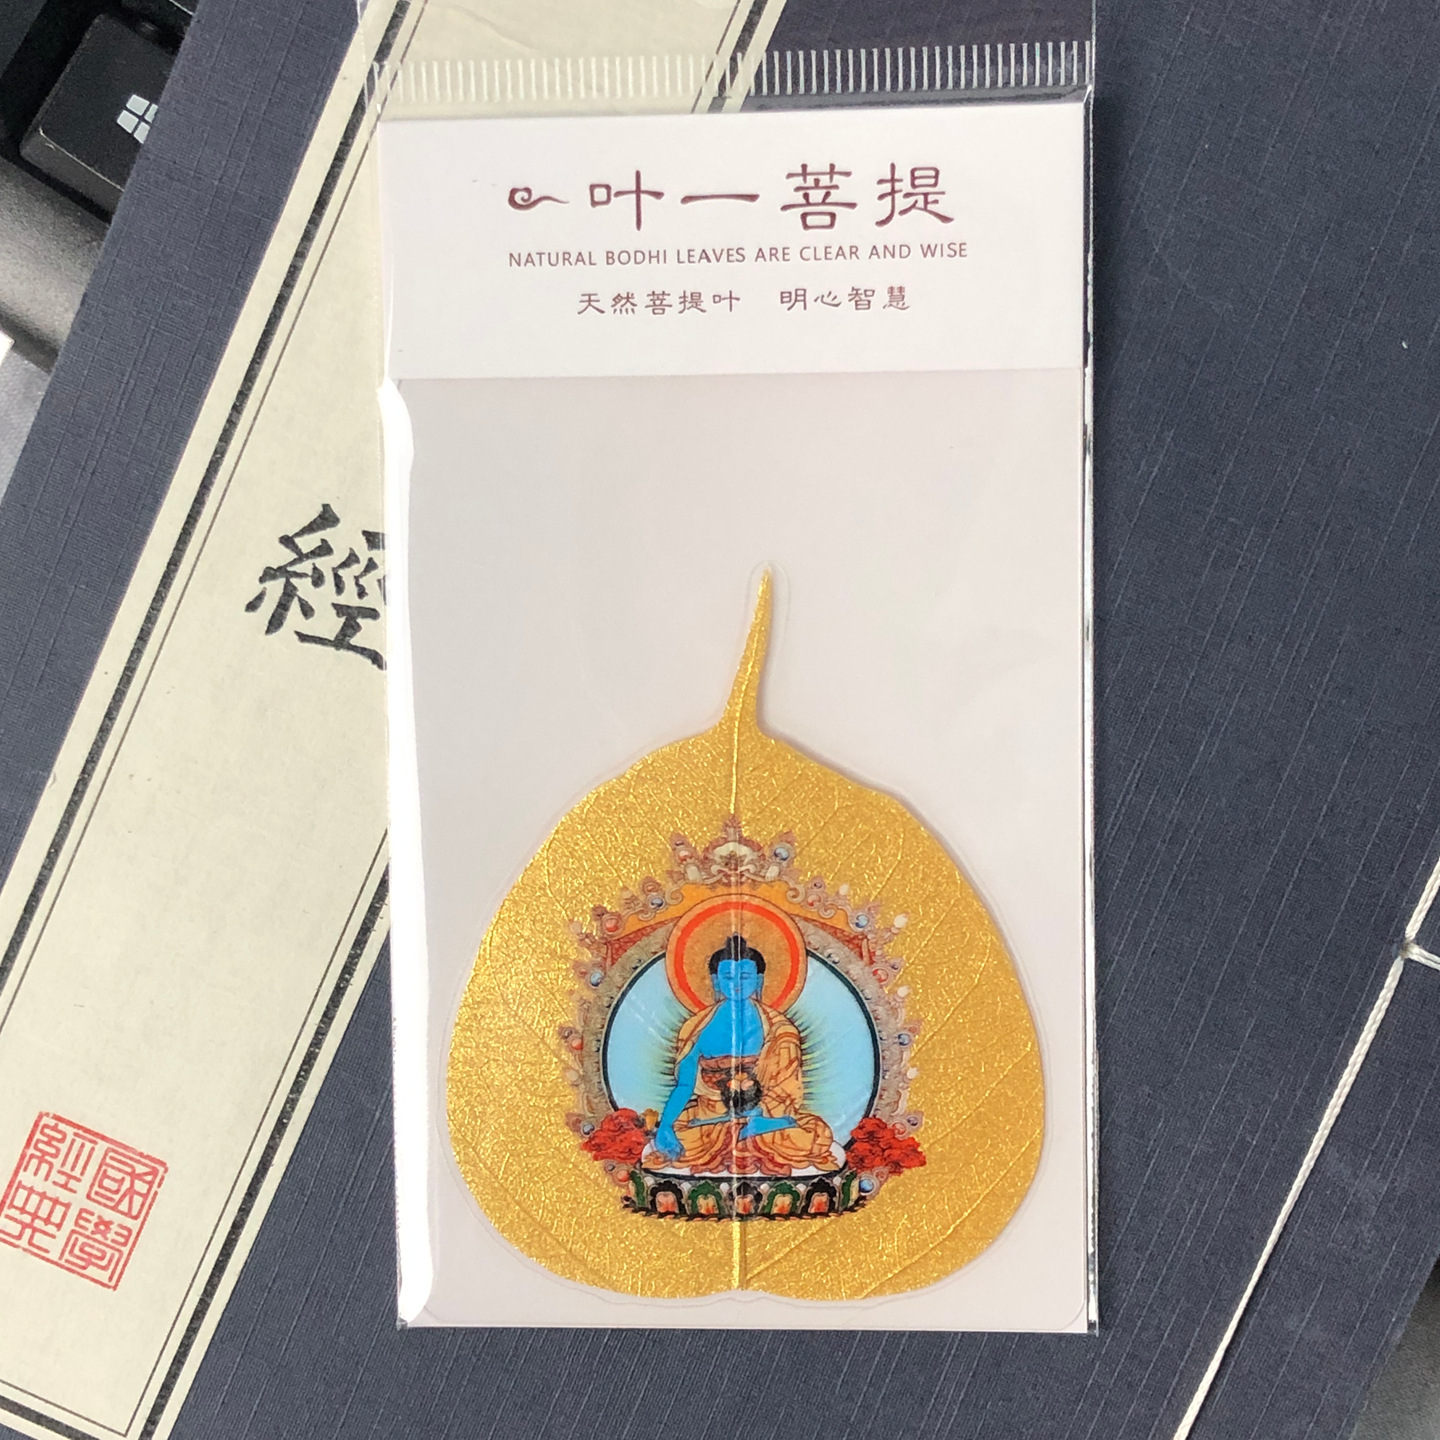 一叶一菩提
NATURAL BODHI LEAVES ARE CLEAR AND WISE
天然菩提叶 明心智慧
經
國學
經典